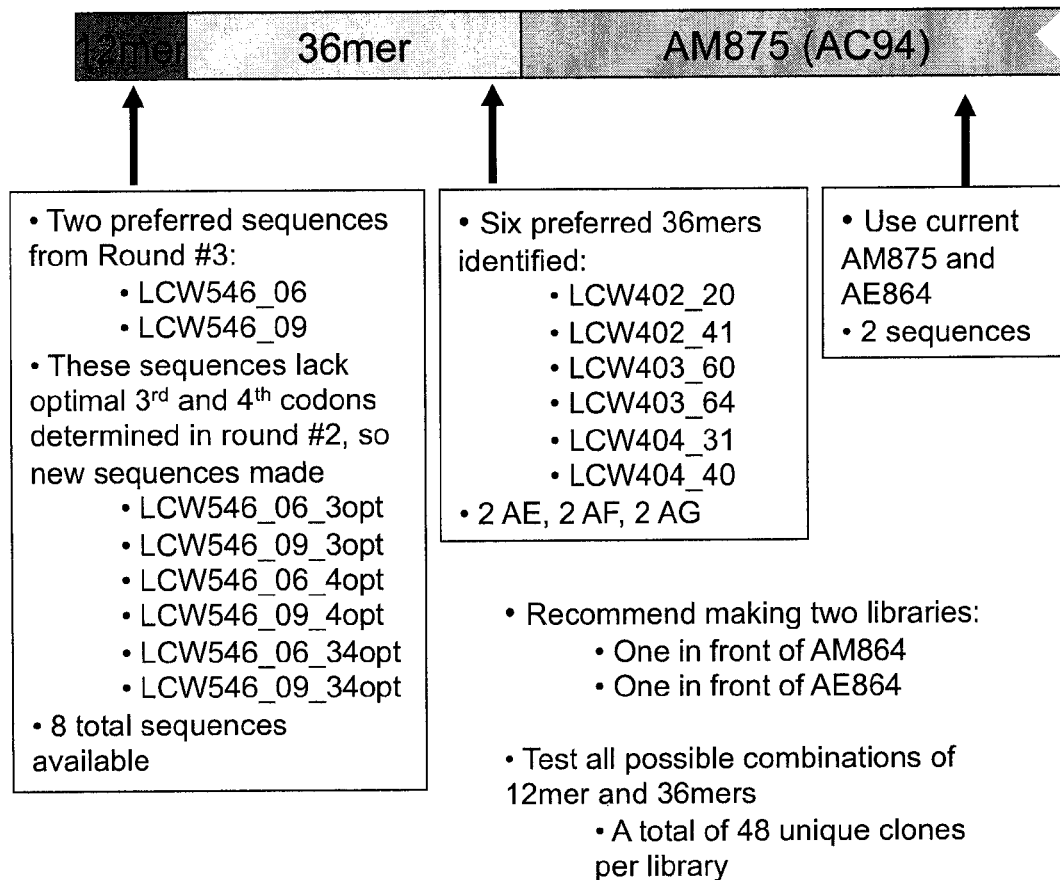 12mer
36mer
AM875 (AC94)
• Two preferred sequences
from Round #3:
• LCW546_06
• LCW546_09
• These sequences lack
optimal 3rd and 4th codons
determined in round #2, so
new sequences made
• LCW546_06_3opt
• LCW546_09_3opt
• LCW546_06_4opt
• LCW546_09_4opt
• LCW546_06_34opt
• LCW546_09_34opt
• 8 total sequences
available
• Six preferred 36mers
identified:
• LCW402_20
• LCW402_41
• LCW403_60
• LCW403_64
• LCW404_31
• LCW404_40
• 2 AE, 2 AF, 2 AG
• Use current
AM875 and
AE864
• 2 sequences
• Recommend making two libraries:
• One in front of AM864
• One in front of AE864
• Test all possible combinations of
12mer and 36mers
• A total of 48 unique clones
per library